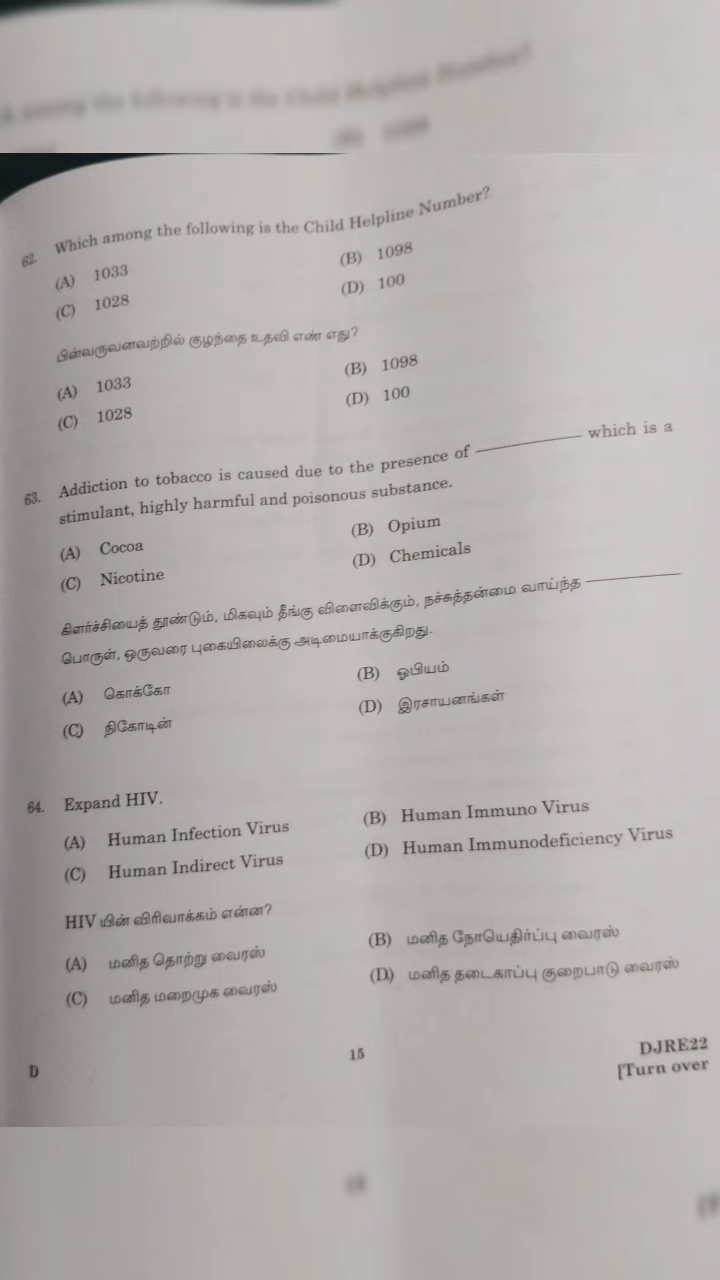 62. Which among the following is the Child Helpline Number?
(A) 1033 (B) 1098
(C) 1028 (D) 100
பின்வருவனவற்றில் குழந்தை உதவி எண் எது?
(A) 1033 (B) 1098
(C) 1028 (D) 100
63. Addiction to tobacco is caused due to the presence of ———— which is a
stimulant, highly harmful and poisonous substance.
(A) Cocoa (B) Opium
(C) Nicotine (D) Chemicals
கிளர்ச்சியைத் தூண்டும், மிகவும் தீங்கு விளைவிக்கும், நச்சுத்தன்மை வாய்ந்த ————
பொருள், ஒருவரை புகையிலைக்கு அடிமையாக்குகிறது.
(A) கொக்கோ (B) ஓபியம்
(C) நிகோடின் (D) இரசாயனங்கள்
64. Expand HIV.
(A) Human Infection Virus (B) Human Immuno Virus
(C) Human Indirect Virus (D) Human Immunodeficiency Virus
HIV யின் விரிவாக்கம் என்ன?
(A) மனித தொற்று வைரஸ் (B) மனித நோயெதிர்ப்பு வைரஸ்
(C) மனித மறைமுக வைரஸ் (D) மனித தடைகாப்பு குறைபாடு வைரஸ்
D 15 DJRE22
[Turn over